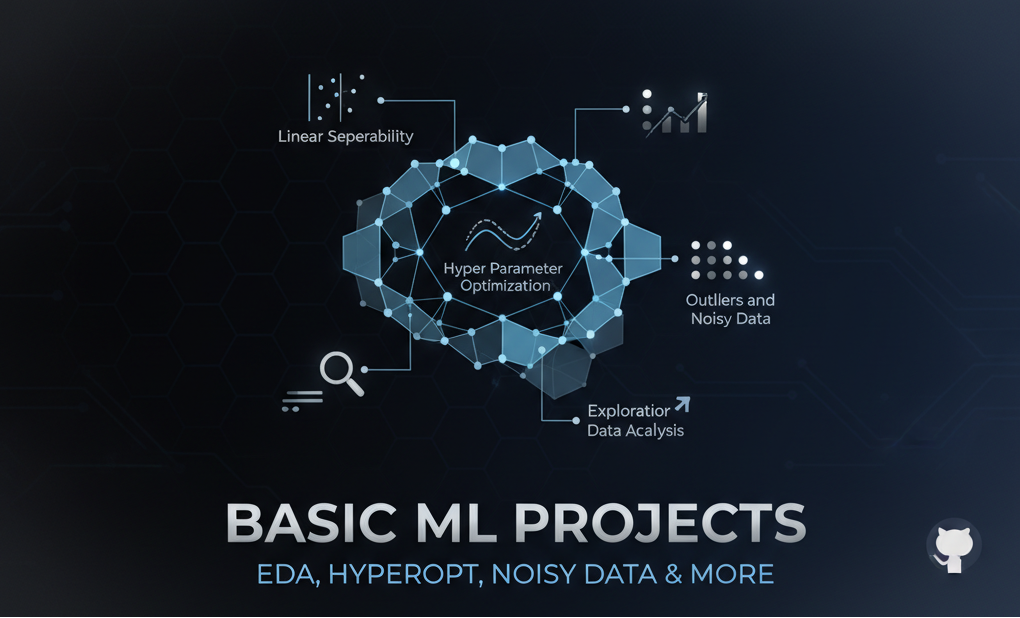 Linear Seperability
Hyper Parameter
Optimization
Outllers and
Noisy Data
Exploratior
Data Acalysis
BASIC ML PROJECTS
EDA, HYPEROPT, NOISY DATA & MORE